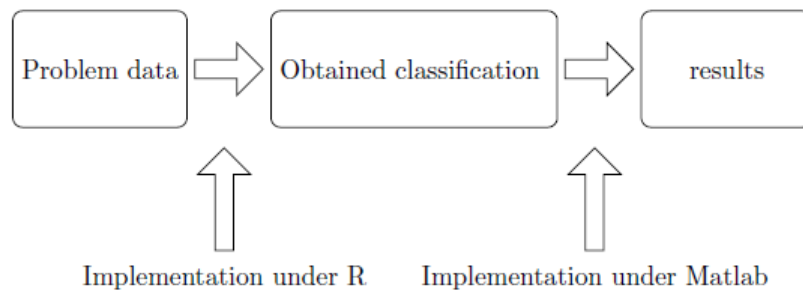 Problem data
Obtained classification
results
Implementation under R
Implementation under Matlab